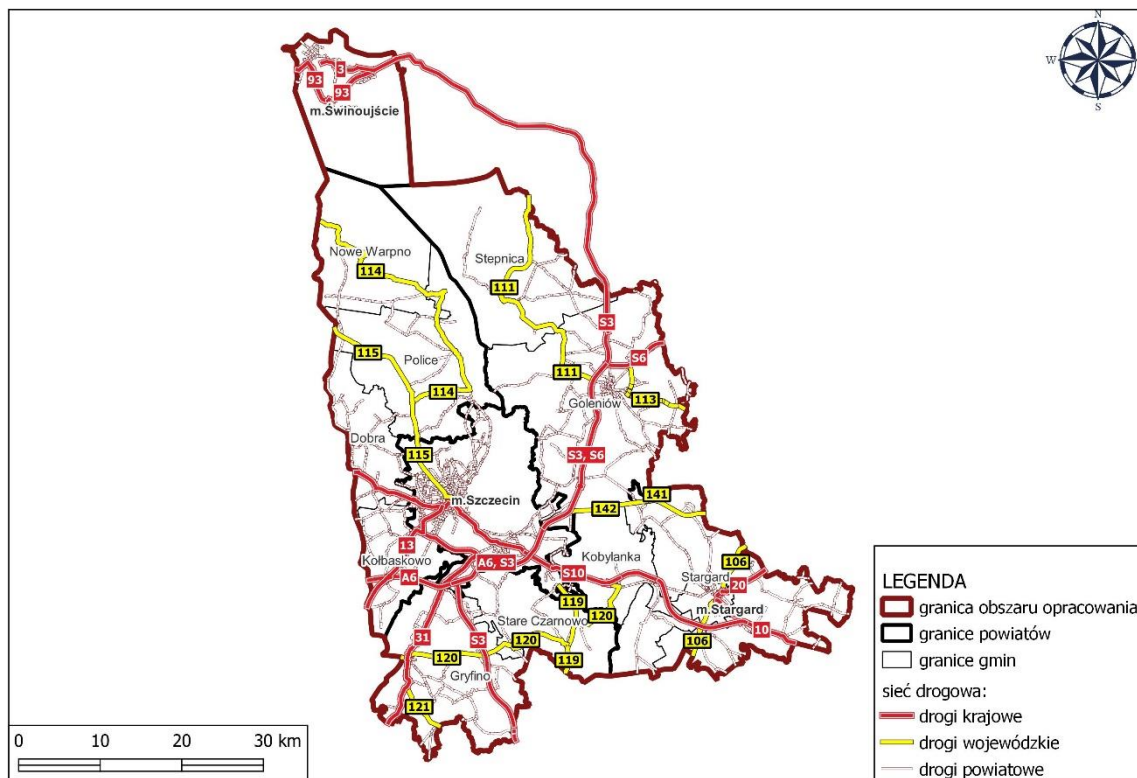 N
W
E
S
3
93
93
m.Świnoujście
Nowe Warpno
114
Stepnica
111
S3
115
Police
S6
111
114
Goleniów
113
Dobra
115
S3, S6
m.Szczecin
141
142
13
Kołbaskowo
A6, S3
Kobylanka
106
A6
S10
Stargard
20
119
120
m.Stargard
Stare Czarnowo
31
S3
120
106
10
120
119
Gryfino
121
0 10 20 30 km
LEGENDA
granica obszaru opracowania
granice powiatów
granice gmin
sieć drogowa:
drogi krajowe
drogi wojewódzkie
drogi powiatowe